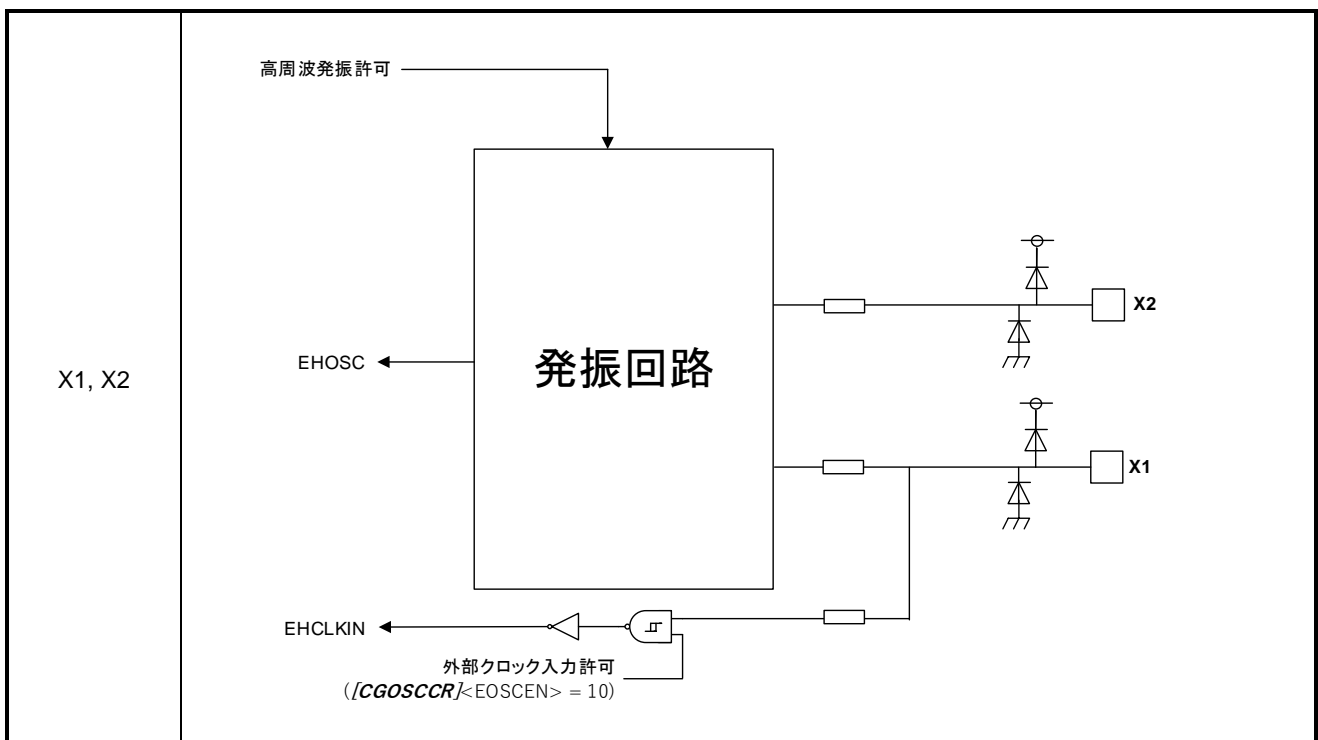 高周波発振許可
X2
発振回路
EHOSC
X1, X2
X1
EHCLKIN
外部クロック入力許可
([CGOSCCR]<EOSCEN> = 10)